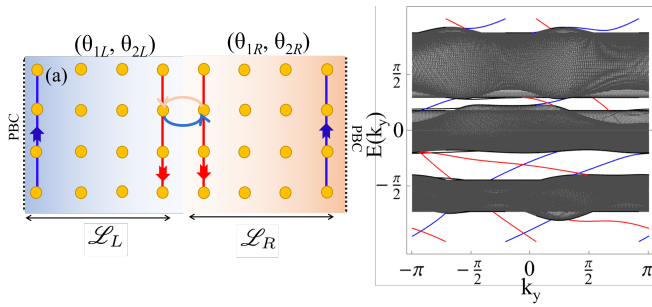 (θ1L, θ2L)
(θ1R, θ2R)
(a)
PBC
PBC
ℒL
ℒR
E(ky)
π/2
0
−π/2
−π
−π/2
0
π/2
π
ky